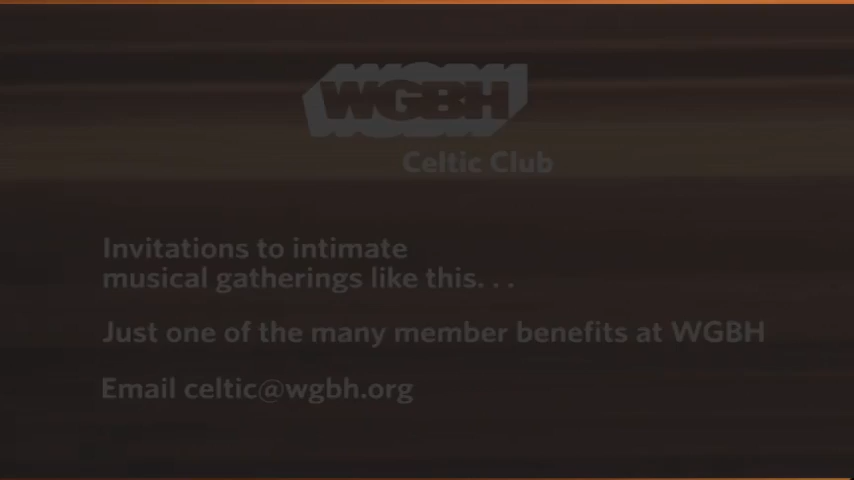 WGBH
Celtic Club
Invitations to intimate
musical gatherings like this. . .
Just one of the many member benefits at WGBH
Email celtic@wgbh.org